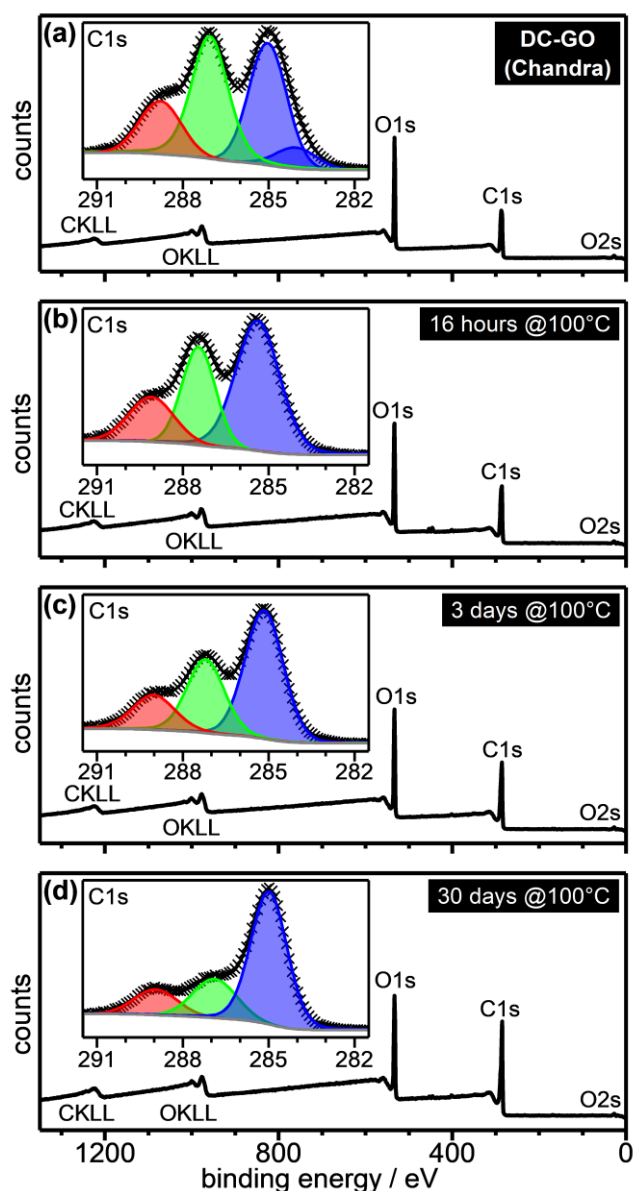 (a)
C1s
DC-GO
(Chandra)
counts
O1s
C1s
291 288 285 282
CKLL
OKLL
O2s
(b)
C1s
16 hours @100°C
counts
O1s
C1s
291 288 285 282
CKLL
OKLL
O2s
(c)
C1s
3 days @100°C
counts
O1s
C1s
291 288 285 282
CKLL
OKLL
O2s
(d)
C1s
30 days @100°C
counts
O1s
C1s
291 288 285 282
CKLL OKLL
O2s
1200 800 400 0
binding energy / eV